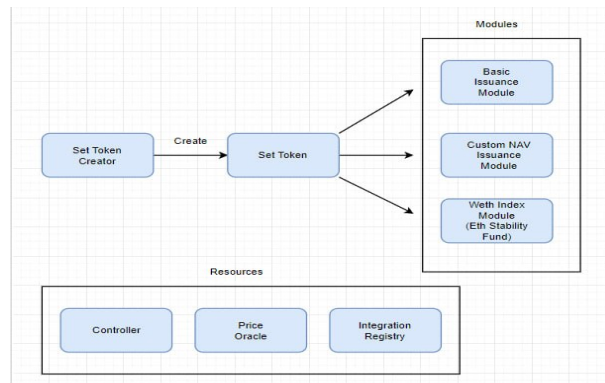 Modules
Basic
Issuance
Module
Create
Set Token
Creator
Set Token
Custom NAV
Issuance
Module
Weth Index
Module
(Eth Stability
Fund)
Resources
Controller
Price
Oracle
Integration
Registry